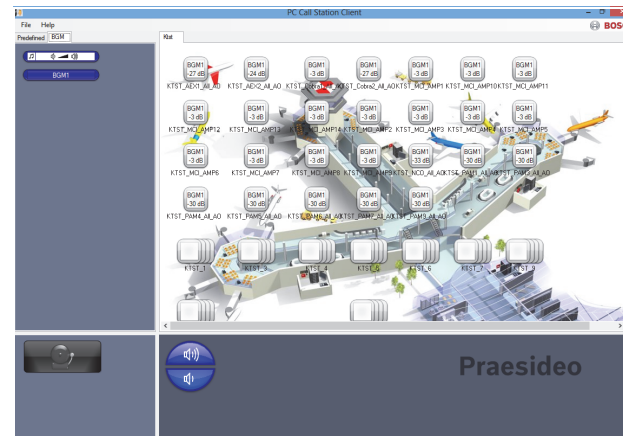 PC Call Station Client
File Help
BOSC
Predefined BGM
Ktst
BGM1
BGM1 BGM1 BGM1 BGM1 BGM1 BGM1 BGM1
-27 dB -24 dB -3 dB -27 dB -3 dB -3 dB -3 dB
KTST_AEX1_All_AO KTST_AEX2_All_AO KTST_Cobra2_AO KTST_MCI_AMP1 KTST_MCI_AMP10 KTST_MCI_AMP11
BGM1 BGM1 BGM1 BGM1 BGM1 BGM1 BGM1
-3 dB -3 dB -3 dB -3 dB -3 dB -3 dB -3 dB
KTST_MCI_AMP12 KTST_MCI_AMP13 KTST_MCI_AMP14 KTST_MCI_AMP2 KTST_MCI_AMP3 KTST_MCI_AMP4 KTST_MCI_AMP5
BGM1 BGM1 BGM1 BGM1 BGM1 BGM1 BGM1
-3 dB -3 dB -3 dB -3 dB -33 dB -30 dB -30 dB
KTST_MCI_AMP6 KTST_MCI_AMP7 KTST_MCI_AMP8 KTST_MCI_AMP9 KTST_NCO_All_AO KTST_PAM1_All_AO KTST_PAM3_All_AO
BGM1 BGM1 BGM1 BGM1 BGM1
-30 dB -30 dB -30 dB -30 dB -30 dB
KTST_PAM4_All_AO KTST_PAM5_All_AO KTST_PAM6_All_AO KTST_PAM7_All_AO KTST_PAM9_All_AO
KTST_1 KTST_3 KTST_4 KTST_5 KTST_6 KTST_7 KTST_9
Praesideo